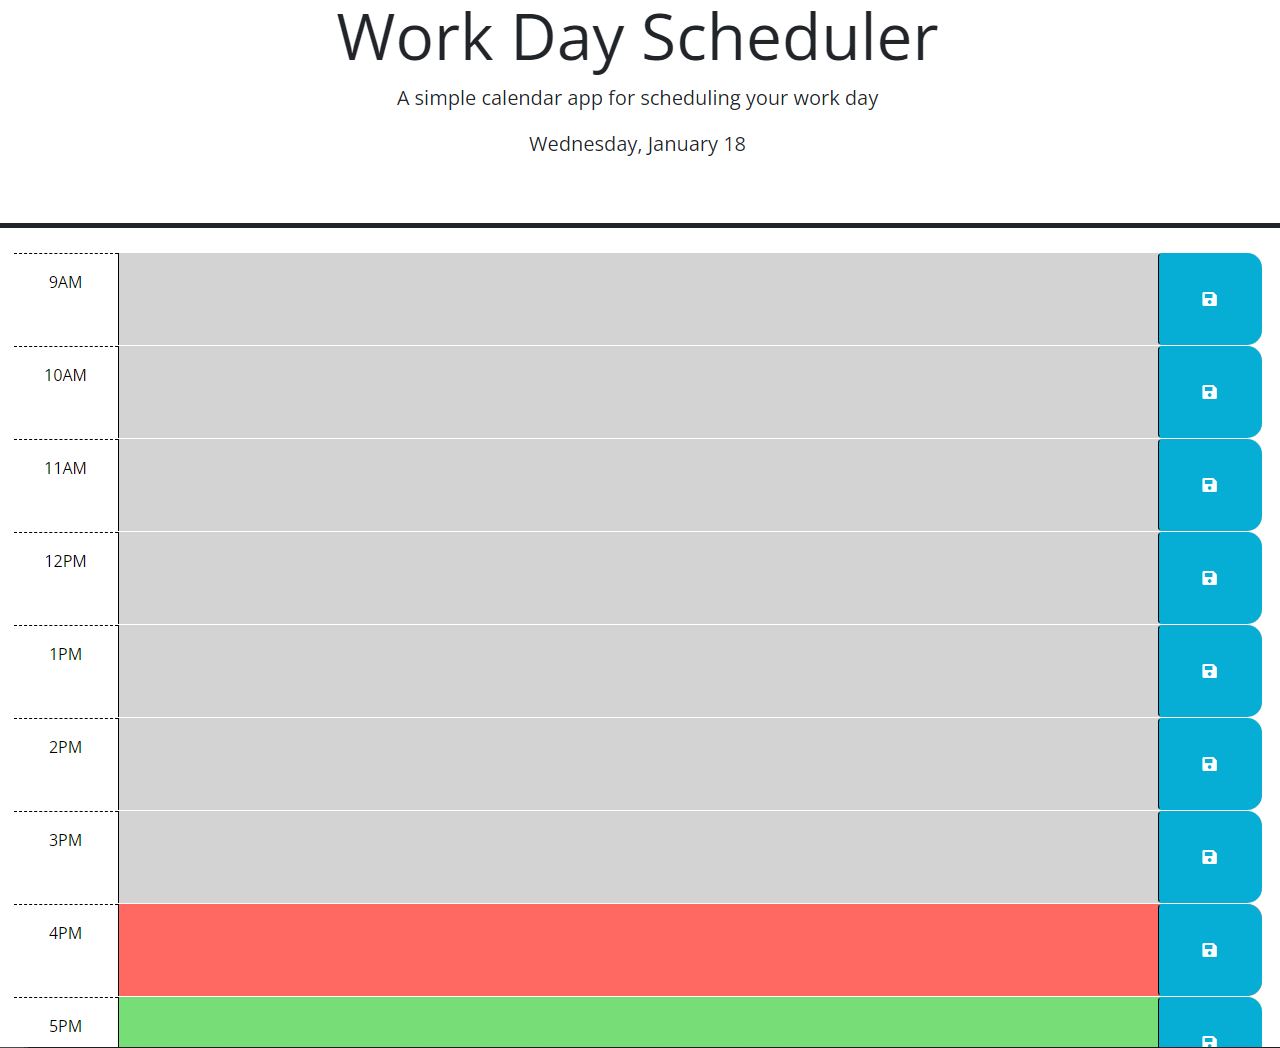 Work Day Scheduler
A simple calendar app for scheduling your work day
Wednesday, January 18
9AM
10AM
11AM
12PM
1PM
2PM
3PM
4PM
5PM